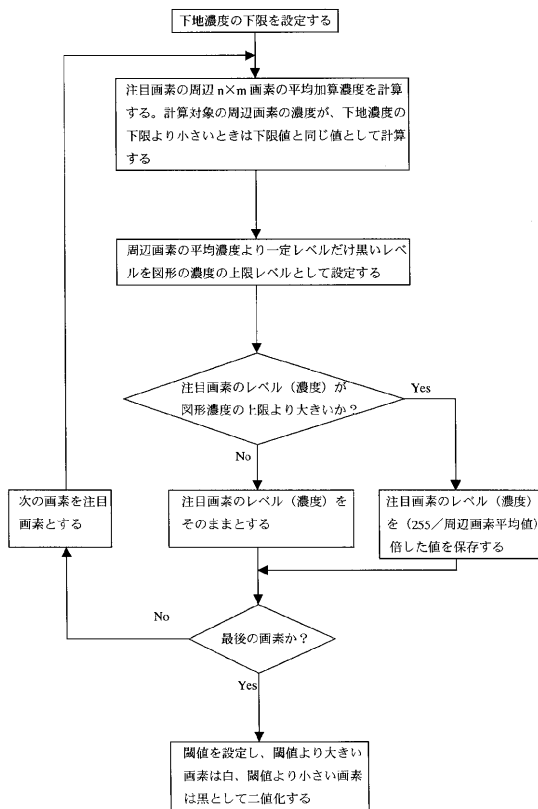 下地濃度の下限を設定する
注目画素の周辺 n×m 画素の平均加算濃度を計算
する。計算対象の周辺画素の濃度が、下地濃度の
下限より小さいときは下限値と同じ値として計算
する
周辺画素の平均濃度より一定レベルだけ黒いレベ
ルを図形の濃度の上限レベルとして設定する
注目画素のレベル（濃度）が
図形濃度の上限より大きいか？
Yes
No
次の画素を注目
画素とする
注目画素のレベル（濃度）を
そのままとする
注目画素のレベル（濃度）
を（255／周辺画素平均値）
倍した値を保存する
No
最後の画素か？
Yes
閾値を設定し、閾値より大きい
画素は白、閾値より小さい画素
は黒として二値化する